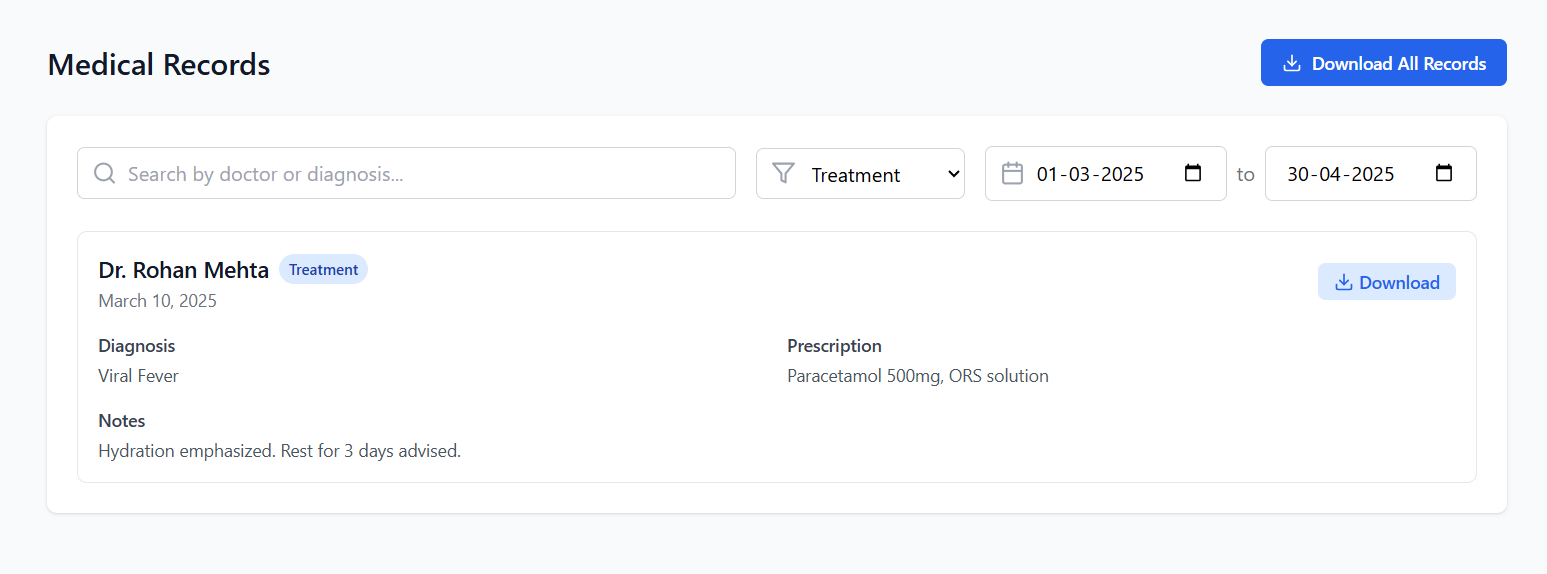 Medical Records
Download All Records
Search by doctor or diagnosis...
Treatment
01-03-2025 to 30-04-2025
Dr. Rohan Mehta Treatment
March 10, 2025
Download
Diagnosis
Viral Fever
Prescription
Paracetamol 500mg, ORS solution
Notes
Hydration emphasized. Rest for 3 days advised.